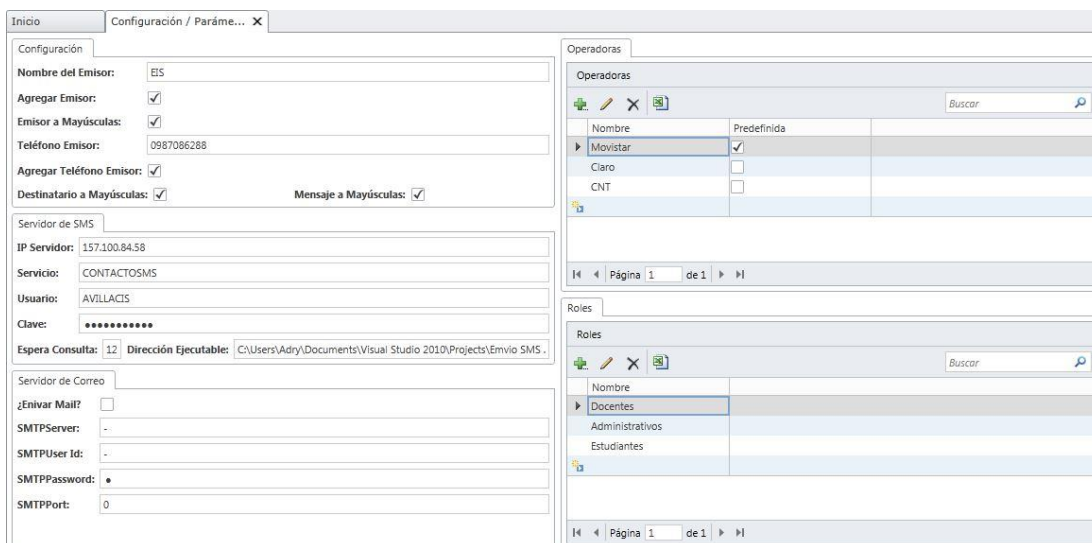 Inicio
Configuración / Paráme...
Configuración
Nombre del Emisor: EIS
Agregar Emisor:
Emisor a Mayúsculas:
Teléfono Emisor: 0987086288
Agregar Teléfono Emisor:
Destinatario a Mayúsculas: Mensaje a Mayúsculas:
Servidor de SMS
IP Servidor: 157.100.84.58
Servicio: CONTACTOSMS
Usuario: AVILLACIS
Clave: ●●●●●●●●●●●
Espera Consulta: 12 Dirección Ejecutable: C:\Users\Adry\Documents\Visual Studio 2010\Projects\Emvio SMS .
Servidor de Correo
¿Enivar Mail?
SMTPServer: -
SMTPUser Id: -
SMTPPassword: ●
SMTPPort: 0
Operadoras
Operadoras
Buscar
Nombre Predefinida
Movistar
Claro
CNT
Página 1 de 1
Roles
Roles
Buscar
Nombre
Docentes
Administrativos
Estudiantes
Página 1 de 1